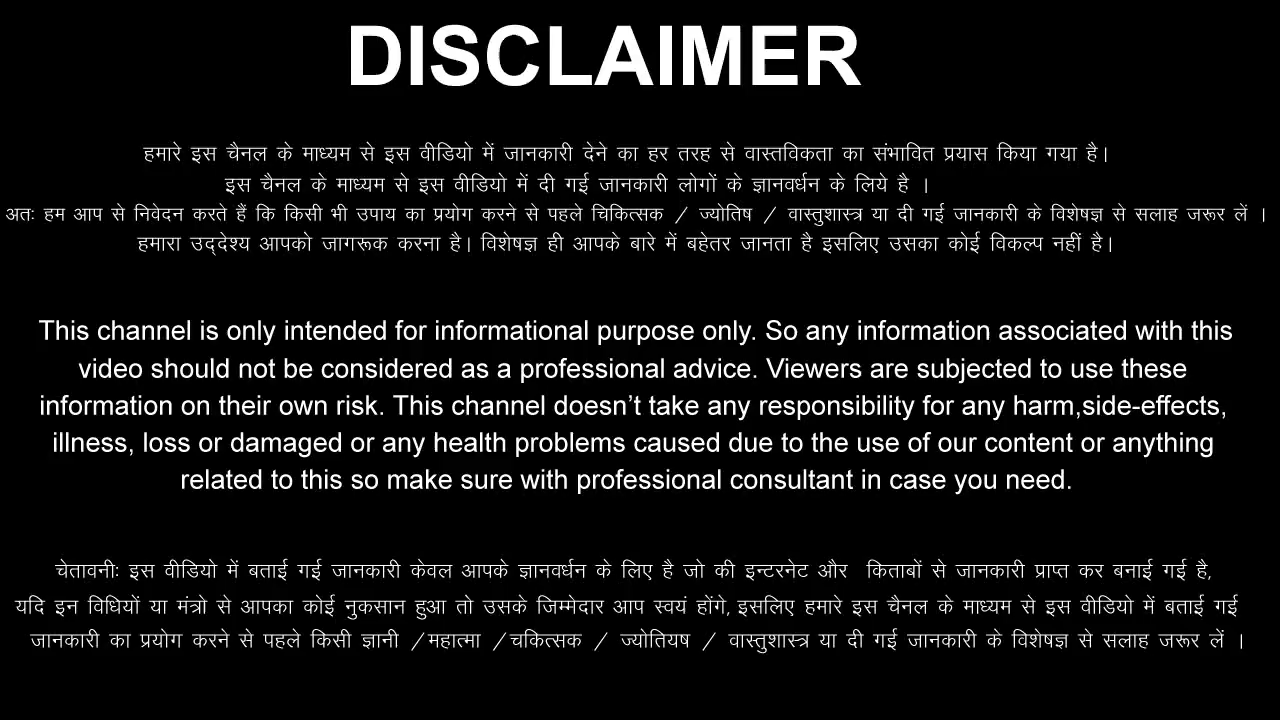 DISCLAIMER
हमारे इस चैनल के माध्यम से इस वीडियो में जानकारी देने का हर तरह से वास्तविकता का संभावित प्रयास किया गया है।
इस चैनल के माध्यम से इस वीडियो में दी गई जानकारी लोगों के ज्ञानवर्धन के लिये है ।
अतः हम आप से निवेदन करते हैं कि किसी भी उपाय का प्रयोग करने से पहले चिकित्सक / ज्योतिष / वास्तुशास्त्र या दी गई जानकारी के विशेषज्ञ से सलाह जरूर लें ।
हमारा उद्देश्य आपको जागरूक करना है। विशेषज्ञ ही आपके बारे में बहेतर जानता है इसलिए उसका कोई विकल्प नहीं है।
This channel is only intended for informational purpose only. So any information associated with this
video should not be considered as a professional advice. Viewers are subjected to use these
information on their own risk. This channel doesn’t take any responsibility for any harm,side-effects,
illness, loss or damaged or any health problems caused due to the use of our content or anything
related to this so make sure with professional consultant in case you need.
चेतावनीः इस वीडियो में बताई गई जानकारी केवल आपके ज्ञानवर्धन के लिए है जो की इन्टरनेट और किताबों से जानकारी प्राप्त कर बनाई गई है,
यदि इन विधियों या मंत्रो से आपका कोई नुकसान हुआ तो उसके जिम्मेदार आप स्वयं होंगे, इसलिए हमारे इस चैनल के माध्यम से इस वीडियो में बताई गई
जानकारी का प्रयोग करने से पहले किसी ज्ञानी /महात्मा /चकित्सक / ज्योतियष / वास्तुशास्त्र या दी गई जानकारी के विशेषज्ञ से सलाह जरूर लें ।